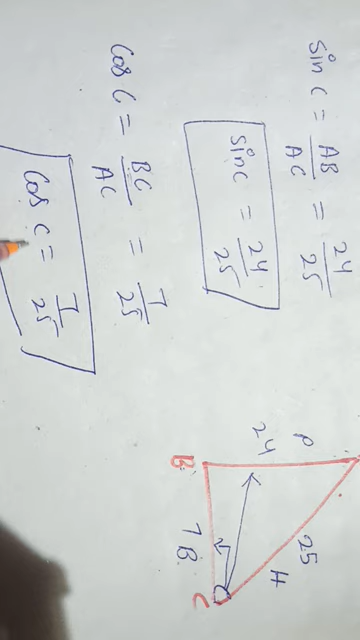 Sin C = AB/AC = 24/25
Sin C = 24/25
Cos C = BC/AC = 7/25
Cos C = 7/25
P
24
25
H
B
7
B
C